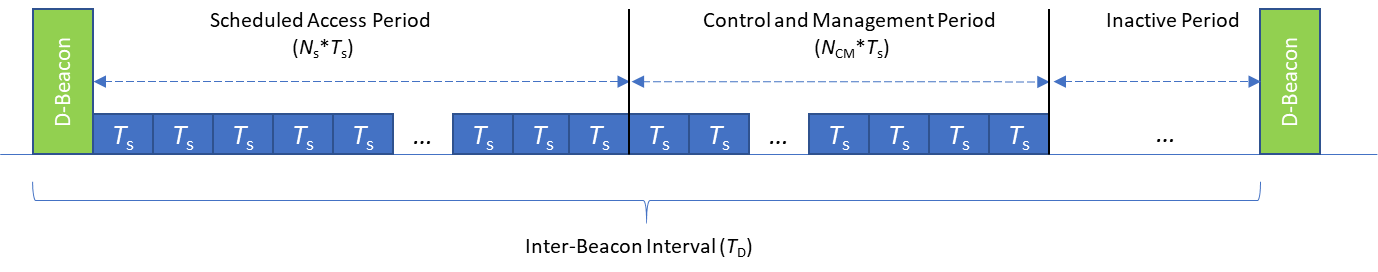 Scheduled Access Period
(Ns*Ts)
Control and Management Period
(NCM*Ts)
Inactive Period
D-Beacon
D-Beacon
Ts Ts Ts Ts Ts ... Ts Ts Ts Ts Ts ... Ts Ts Ts Ts ...
Inter-Beacon Interval (TD)